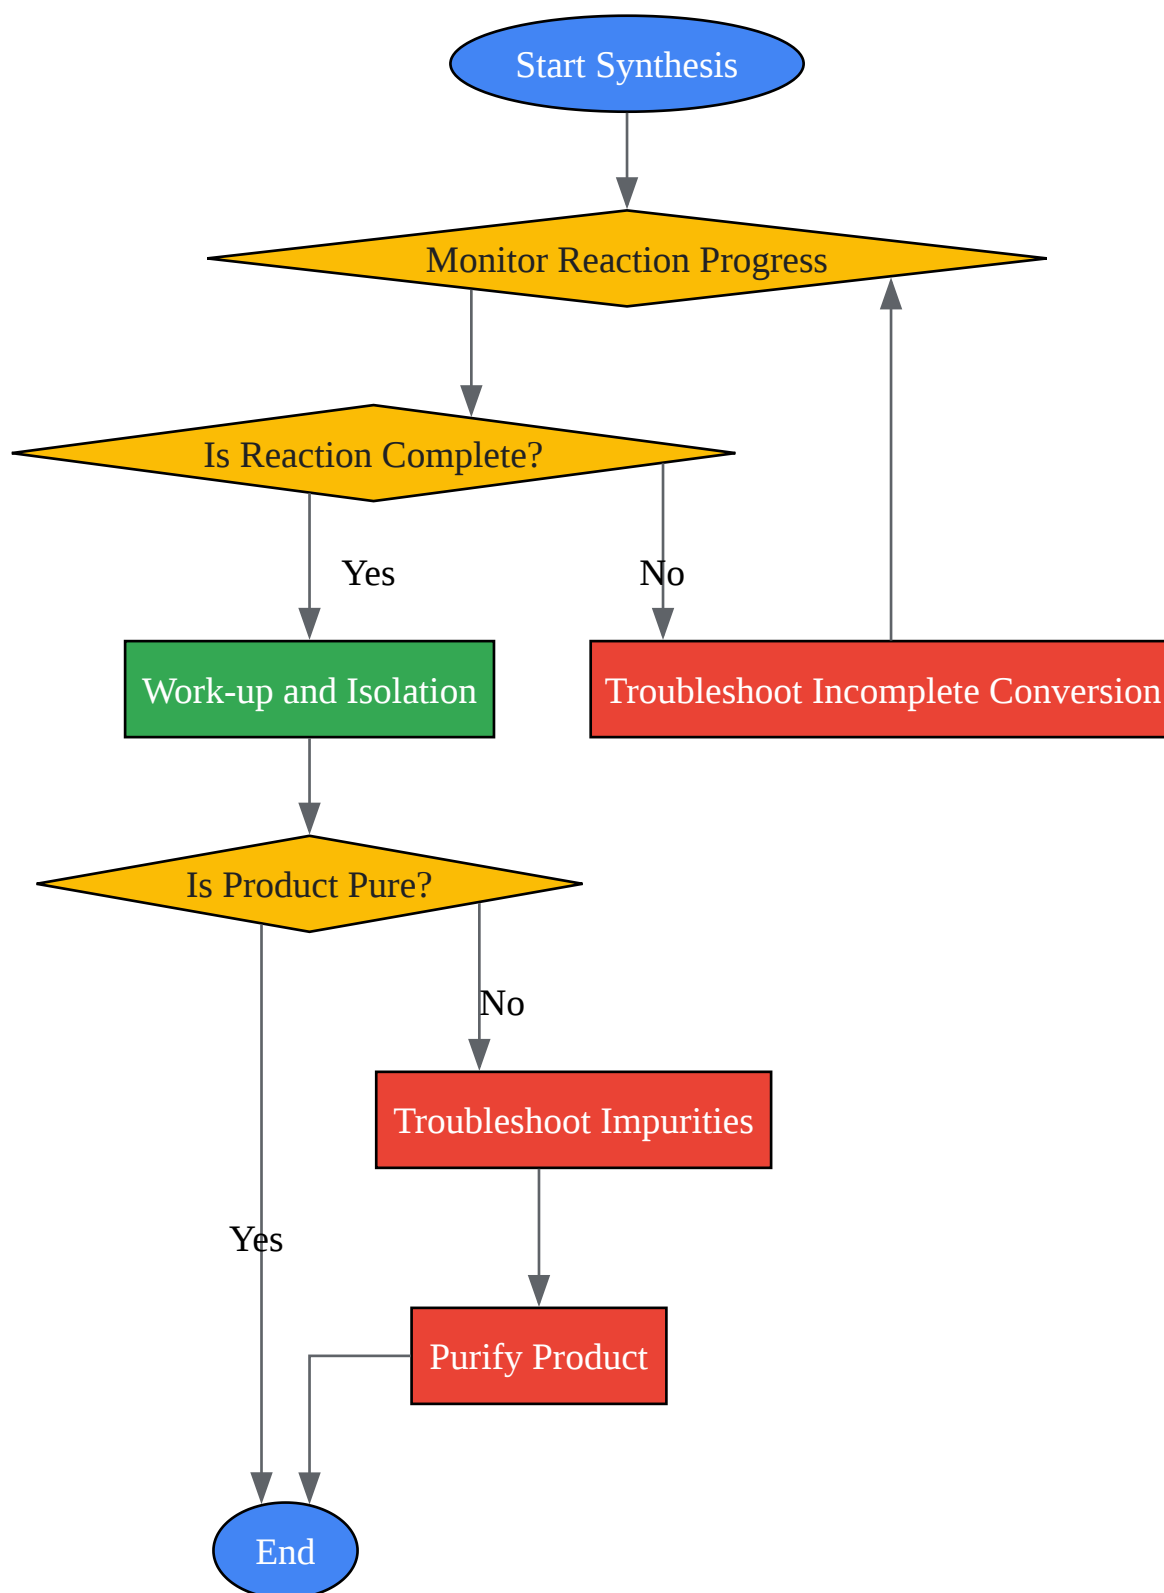 Start Synthesis
Monitor Reaction Progress
Is Reaction Complete?
Yes
No
Work-up and Isolation
Troubleshoot Incomplete Conversion
Is Product Pure?
No
Troubleshoot Impurities
Yes
Purify Product
End